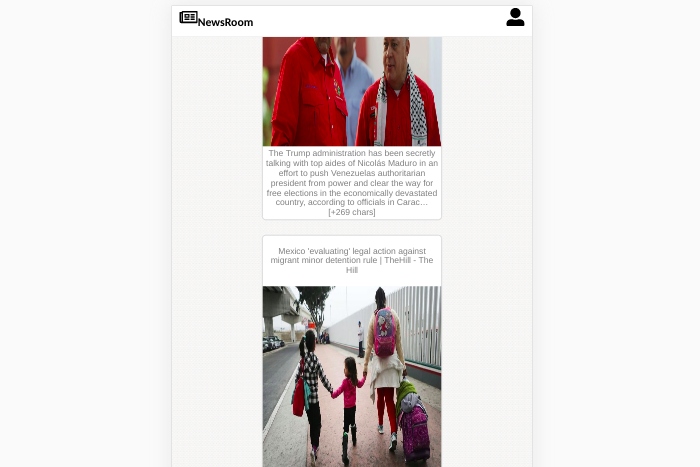 NewsRoom
The Trump administration has been secretly
talking with top aides of Nicolás Maduro in an
effort to push Venezuelas authoritarian
president from power and clear the way for
free elections in the economically devastated
country, according to officials in Carac...
[+269 chars]
Mexico 'evaluating' legal action against
migrant minor detention rule | TheHill - The
Hill